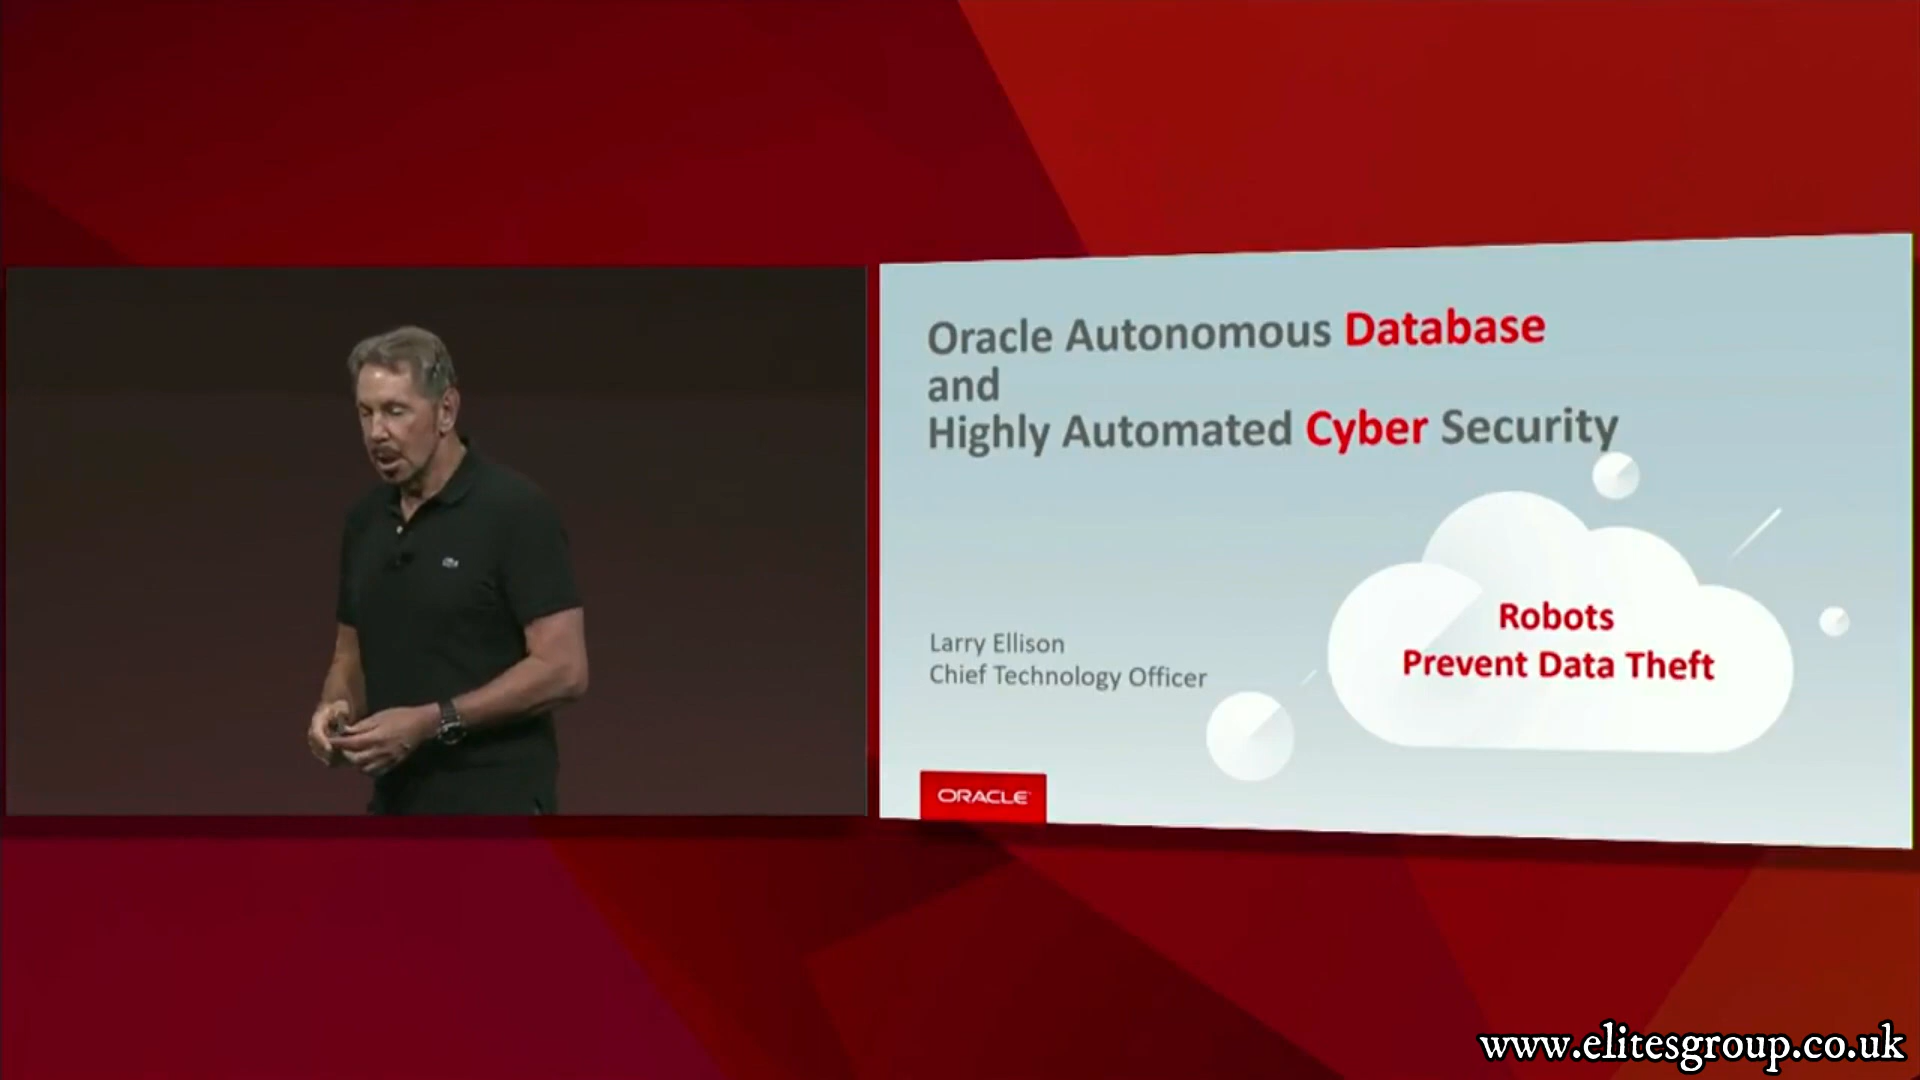 Oracle Autonomous Database
and
Highly Automated Cyber Security
Robots
Prevent Data Theft
Larry Ellison
Chief Technology Officer
ORACLE
www.elitesgroup.co.uk